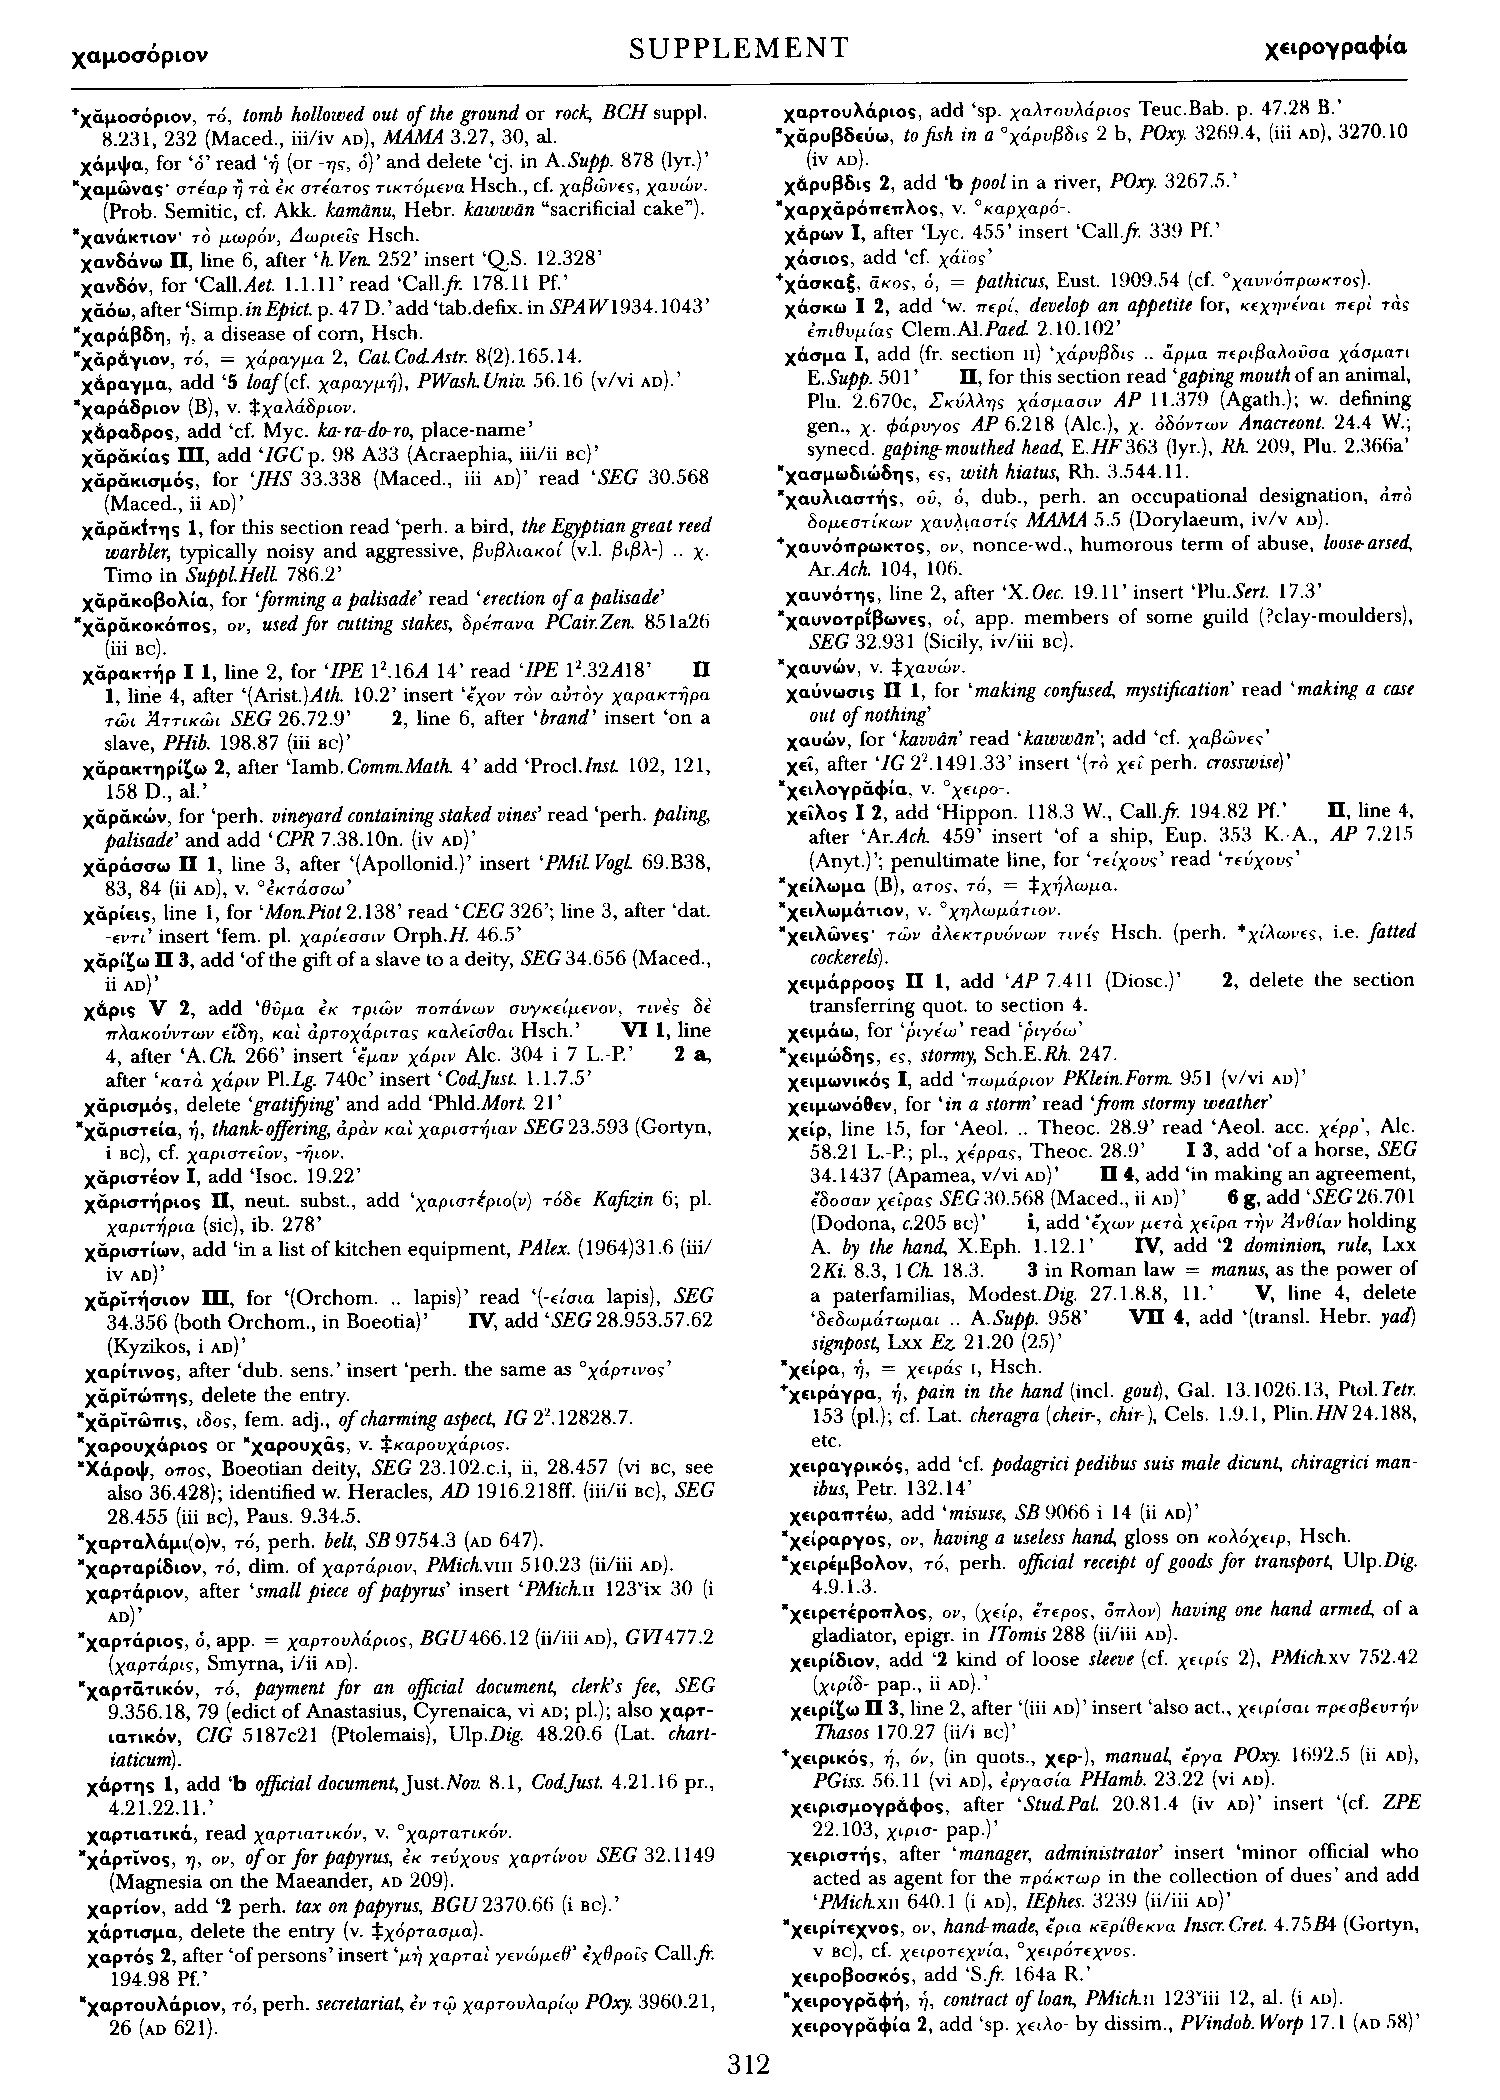 χαμοσόριον
SUPPLEMENT
χειρογραφία
⁺χᾰμοσόριον, τό, tomb hollowed out of the ground or rock, BCH suppl.
8.231, 232 (Maced., iii/iv AD), MAMA 3.27, 30, al.
χάμψα, for ‘ὁ’ read ‘ἡ (or -ης, ὁ)’ and delete ‘cj. in A.Supp. 878 (lyr.)’
*χαμῶνας· στέαρ ἢ τὰ ἐκ στέατος τικτόμενα Hsch., cf. χαβῶνες, χαυών.
(Prob. Semitic, cf. Akk. kamānu, Hebr. kawwān “sacrificial cake”).
*χανάκτιον· τὸ μωρόν, Δωριεῖς Hsch.
χανδάνω II, line 6, after ‘h.Ven. 252’ insert ‘Q.S. 12.328’
χανδόν, for ‘Call.Aet. 1.1.11’ read ‘Call.fr. 178.11 Pf.’
χᾰόω, after ‘Simp.in Epict. p. 47 D.’ add ‘tab.defix. in SPAW 1934.1043’
*χαράβδη, ἡ, a disease of corn, Hsch.
*χᾰράγιον, τό, = χάραγμα 2, Cat.Cod.Astr. 8(2).165.14.
χάραγμα, add ‘5 loaf (cf. χαραγμή), PWash.Univ. 56.16 (v/vi AD).’
*χαράδριον (B), v. ‡χαλάδριον.
χάραδρος, add ‘cf. Myc. ka-ra-do-ro, place-name’
χᾰρᾰκίας III, add ‘IGC p. 98 A33 (Acraephia, iii/ii BC)’
χᾰρᾰκισμός, for ‘JHS 33.338 (Maced., iii AD)’ read ‘SEG 30.568
(Maced., ii AD)’
χᾰρᾰκίτης 1, for this section read ‘perh. a bird, the Egyptian great reed
warbler, typically noisy and aggressive, βυβλιακοί (v.l. βιβλ-) .. χ.
Timo in Suppl.Hell. 786.2’
χᾰρᾰκοβολία, for ‘forming a palisade’ read ‘erection of a palisade’
*χᾰρᾰκοκόπος, ον, used for cutting stakes, δρέπανα PCair.Zen. 851a26
(iii BC).
χᾰρακτήρ I 1, line 2, for ‘IPE 1².16A 14’ read ‘IPE 1².32A18’ II
1, line 4, after ‘(Arist.)Ath. 10.2’ insert ‘ἔχον τὸν αὐτὸγ χαρακτῆρα
τῶι Ἀττικῶι SEG 26.72.9’ 2, line 6, after ‘brand’ insert ‘on a
slave, PHib. 198.87 (iii BC)’
χᾰρακτηρίζω 2, after ‘Iamb.Comm.Math. 4’ add ‘Procl.Inst. 102, 121,
158 D., al.’
χᾰρᾰκών, for ‘perh. vineyard containing staked vines’ read ‘perh. paling,
palisade’ and add ‘CPR 7.38.10n. (iv AD)’
χᾰράσσω II 1, line 3, after ‘(Apollonid.)’ insert ‘PMil.Vogl. 69.B38,
83, 84 (ii AD), v. °ἐκτάσσω’
χᾰρίεις, line 1, for ‘Mon.Piot 2.138’ read ‘CEG 326’; line 3, after ‘dat.
-εντι’ insert ‘fem. pl. χαρίεσσιν Orph.H. 46.5’
χᾰρίζω II 3, add ‘of the gift of a slave to a deity, SEG 34.656 (Maced.,
ii AD)’
χάρις V 2, add ‘θῦμα ἐκ τριῶν ποπάνων συγκείμενον, τινὲς δὲ
πλακούντων εἴδη, καὶ ἀρτοχάριτας καλεῖσθαι Hsch.’ VI 1, line
4, after ‘A.Ch. 266’ insert ‘ἔμαν χάριν Alc. 304 i 7 L.-P.’ 2 a,
after ‘κατὰ χάριν Pl.Lg. 740c’ insert ‘Cod.Just. 1.1.7.5’
χᾰρισμός, delete ‘gratifying’ and add ‘Phld.Mort. 21’
*χᾰριστεία, ἡ, thank-offering, ἀρὰν καὶ χαριστήιαν SEG 23.593 (Gortyn,
i BC), cf. χαριστεῖον, -ήιον.
χᾰριστέον I, add ‘Isoc. 19.22’
χᾰριστήριος II, neut. subst., add ‘χαριστέριο(ν) τόδε Kafizin 6; pl.
χαριτήρια (sic), ib. 278’
χᾰριστίων, add ‘in a list of kitchen equipment, PAlex. (1964)31.6 (iii/
iv AD)’
χᾰρῐτήσιον III, for ‘(Orchom. .. lapis)’ read ‘(-είσια lapis), SEG
34.356 (both Orchom., in Boeotia)’ IV, add ‘SEG 28.953.57.62
(Kyzikos, i AD)’
χαρίτινος, after ‘dub. sens.’ insert ‘perh. the same as °χάρτινος’
χᾰρῐτώπης, delete the entry.
*χᾰρῐτῶπις, ιδος, fem. adj., of charming aspect, IG 2².12828.7.
*χαρουχάριος or *χαρουχᾶς, v. ‡καρουχάριος.
*Χάροψ, οπος, Boeotian deity, SEG 23.102.c.i, ii, 28.457 (vi BC, see
also 36.428); identified w. Heracles, AD 1916.218ff. (iii/ii BC), SEG
28.455 (iii BC), Paus. 9.34.5.
*χαρταλάμι(ο)ν, τό, perh. belt, SB 9754.3 (AD 647).
*χαρταρίδιον, τό, dim. of χαρτάριον, PMich.VIII 510.23 (ii/iii AD).
χαρτάριον, after ‘small piece of papyrus’ insert ‘PMich.II 123ᵛix 30 (i
AD)’
*χαρτάριος, ὁ, app. = χαρτουλάριος, BGU 466.12 (ii/iii AD), GVI 477.2
(χαρτάρις, Smyrna, i/ii AD).
*χαρτᾱτικόν, τό, payment for an official document, clerk's fee, SEG
9.356.18, 79 (edict of Anastasius, Cyrenaica, vi AD; pl.); also χαρτ-
ιατικόν, CIG 5187c21 (Ptolemais), Ulp.Dig. 48.20.6 (Lat. chart-
iaticum).
χάρτης 1, add ‘b official document, Just.Nov. 8.1, Cod.Just. 4.21.16 pr.,
4.21.22.11.’
χαρτιατικά, read χαρτιατικόν, v. °χαρτατικόν.
*χάρτῐνος, η, ον, of or for papyrus, ἐκ τεύχους χαρτίνου SEG 32.1149
(Magnesia on the Maeander, AD 209).
χαρτίον, add ‘2 perh. tax on papyrus, BGU 2370.66 (i BC).’
χάρτισμα, delete the entry (v. ‡χόρτασμα).
χαρτός 2, after ‘of persons’ insert ‘μὴ χαρταὶ γενώμεθ’ ἐχθροῖς Call.fr.
194.98 Pf.’
*χαρτουλάριον, τό, perh. secretariat, ἐν τῷ χαρτουλαρίῳ POxy. 3960.21,
26 (AD 621).
χαρτουλάριος, add ‘sp. χαλτουλάριος Teuc.Bab. p. 47.28 B.’
*χᾰρυβδεύω, to fish in a °χάρυβδις 2 b, POxy. 3269.4, (iii AD), 3270.10
(iv AD).
χάρυβδις 2, add ‘b pool in a river, POxy. 3267.5.’
*χαρχᾰρόπεπλος, v. °καρχαρό-.
χάρων I, after ‘Lyc. 455’ insert ‘Call.fr. 339 Pf.’
χάσιος, add ‘cf. χάϊος’
⁺χάσκαξ, ᾱκος, ὁ, = pathicus, Eust. 1909.54 (cf. °χαυνόπρωκτος).
χάσκω I 2, add ‘w. περί, develop an appetite for, κεχηνέναι περὶ τὰς
ἐπιθυμίας Clem.Al.Paed. 2.10.102’
χάσμα I, add (fr. section II) ‘χάρυβδις .. ἅρμα περιβαλοῦσα χάσματι
E.Supp. 501’ II, for this section read ‘gaping mouth of an animal,
Plu. 2.670c, Σκύλλης χάσμασιν AP 11.379 (Agath.); w. defining
gen., χ. φάρυγος AP 6.218 (Alc.), χ. ὀδόντων Anacreont. 24.4 W.;
synecd. gaping-mouthed head, E.HF 363 (lyr.), Rh. 209, Plu. 2.366a’
*χασμωδιώδης, ες, with hiatus, Rh. 3.544.11.
*χαυλιαστής, οῦ, ὁ, dub., perh. an occupational designation, ἀπὸ
δομεστίκων χαυλιαστίς MAMA 5.5 (Dorylaeum, iv/v AD).
⁺χαυνόπρωκτος, ον, nonce-wd., humorous term of abuse, loose-arsed,
Ar.Ach. 104, 106.
χαυνότης, line 2, after ‘X.Oec. 19.11’ insert ‘Plu.Sert. 17.3’
*χαυνοτρίβωνες, οἱ, app. members of some guild (?clay-moulders),
SEG 32.931 (Sicily, iv/iii BC).
*χαυνών, v. ‡χαυών.
χαύνωσις II 1, for ‘making confused, mystification’ read ‘making a case
out of nothing’
χαυών, for ‘kavvân’ read ‘kawwān’; add ‘cf. χαβῶνες’
χεῖ, after ‘IG 2².1491.33’ insert ‘(τὸ χεῖ perh. crosswise)’
*χειλογρᾰφία, v. °χειρο-.
χεῖλος I 2, add ‘Hippon. 118.3 W., Call.fr. 194.82 Pf.’ II, line 4,
after ‘Ar.Ach. 459’ insert ‘of a ship, Eup. 353 K.-A., AP 7.215
(Anyt.)’; penultimate line, for ‘τείχους’ read ‘τεύχους’
*χείλωμα (B), ατος, τό, = ‡χήλωμα.
*χειλωμάτιον, v. °χηλωμάτιον.
*χειλῶνες· τῶν ἀλεκτρυόνων τινές Hsch. (perh. *χίλωνες, i.e. fatted
cockerels).
χειμάρροος II 1, add ‘AP 7.411 (Diosc.)’ 2, delete the section
transferring quot. to section 4.
χειμάω, for ‘ῥιγέω’ read ‘ῥιγόω’
*χειμώδης, ες, stormy, Sch.E.Rh. 247.
χειμωνικός I, add ‘πωμάριον PKlein.Form. 951 (v/vi AD)’
χειμωνόθεν, for ‘in a storm’ read ‘from stormy weather’
χείρ, line 15, for ‘Aeol. .. Theoc. 28.9’ read ‘Aeol. acc. χέρρ’, Alc.
58.21 L.-P.; pl., χέρρας, Theoc. 28.9’ I 3, add ‘of a horse, SEG
34.1437 (Apamea, v/vi AD)’ II 4, add ‘in making an agreement,
ἔδοσαν χεῖρας SEG 30.568 (Maced., ii AD)’ 6 g, add ‘SEG 26.701
(Dodona, c.205 BC)’ i, add ‘ἔχων μετὰ χεῖρα τὴν Ἀνθίαν holding
A. by the hand, X.Eph. 1.12.1’ IV, add ‘2 dominion, rule, Lxx
2Ki. 8.3, 1Ch. 18.3. 3 in Roman law = manus, as the power of
a paterfamilias, Modest.Dig. 27.1.8.8, 11.’ V, line 4, delete
‘δεδωμάτωμαι .. A.Supp. 958’ VII 4, add ‘(transl. Hebr. yad)
signpost, Lxx Ez. 21.20 (25)’
*χείρα, ἡ, = χειράς I, Hsch.
⁺χειράγρα, ἡ, pain in the hand (incl. gout), Gal. 13.1026.13, Ptol.Tetr.
153 (pl.); cf. Lat. cheragra (cheir-, chir-), Cels. 1.9.1, Plin.HN 24.188,
etc.
χειραγρικός, add ‘cf. podagrici pedibus suis male dicunt, chiragrici man-
ibus, Petr. 132.14’
χειραπτέω, add ‘misuse, SB 9066 i 14 (ii AD)’
*χείραργος, ον, having a useless hand, gloss on κολόχειρ, Hsch.
*χειρέμβολον, τό, perh. official receipt of goods for transport, Ulp.Dig.
4.9.1.3.
*χειρετέροπλος, ον, (χείρ, ἕτερος, ὅπλον) having one hand armed, of a
gladiator, epigr. in ITomis 288 (ii/iii AD).
χειρίδιον, add ‘2 kind of loose sleeve (cf. χειρίς 2), PMich.XV 752.42
(χιρίδ- pap., ii AD).’
χειρίζω II 3, line 2, after ‘(iii AD)’ insert ‘also act., χειρίσαι πρεσβευτήν
Thasos 170.27 (ii/i BC)’
⁺χειρικός, ή, όν, (in quots., χερ-), manual, ἔργα POxy. 1692.5 (ii AD),
PGiss. 56.11 (vi AD), ἐργασία PHamb. 23.22 (vi AD).
χειρισμογράφος, after ‘Stud.Pal. 20.81.4 (iv AD)’ insert ‘(cf. ZPE
22.103, χιρισ- pap.)’
χειριστής, after ‘manager, administrator’ insert ‘minor official who
acted as agent for the πράκτωρ in the collection of dues’ and add
‘PMich.XII 640.1 (i AD), IEphes. 3239 (ii/iii AD)’
*χειρίτεχνος, ον, hand-made, ἔρια κε̄ρίθεκνα Inscr.Cret. 4.75B4 (Gortyn,
v BC), cf. χειροτεχνία, °χειρότεχνος.
χειροβοσκός, add ‘S.fr. 164a R.’
*χειρογρᾰφή, ἡ, contract of loan, PMich.II 123ᵛiii 12, al. (i AD).
χειρογρᾰφία 2, add ‘sp. χειλο- by dissim., PVindob.Worp 17.1 (AD 58)’
312